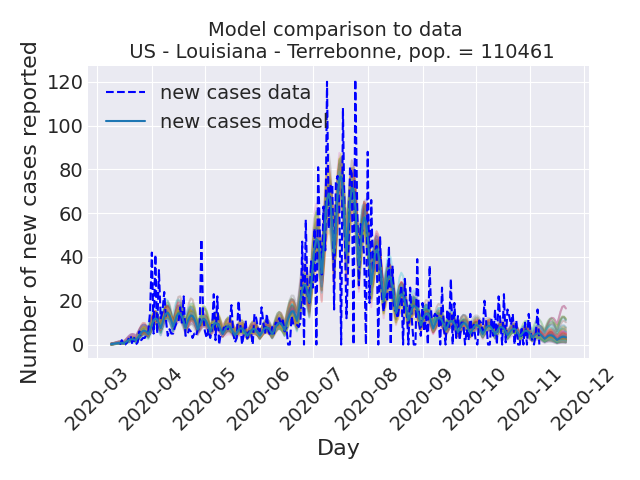 Model comparison to data
US - Louisiana - Terrebonne, pop. = 110461
Number of new cases reported
120
100
80
60
40
20
0
new cases data
new cases model
2020-03
2020-04
2020-05
2020-06
2020-07
2020-08
2020-09
2020-10
2020-11
2020-12
Day